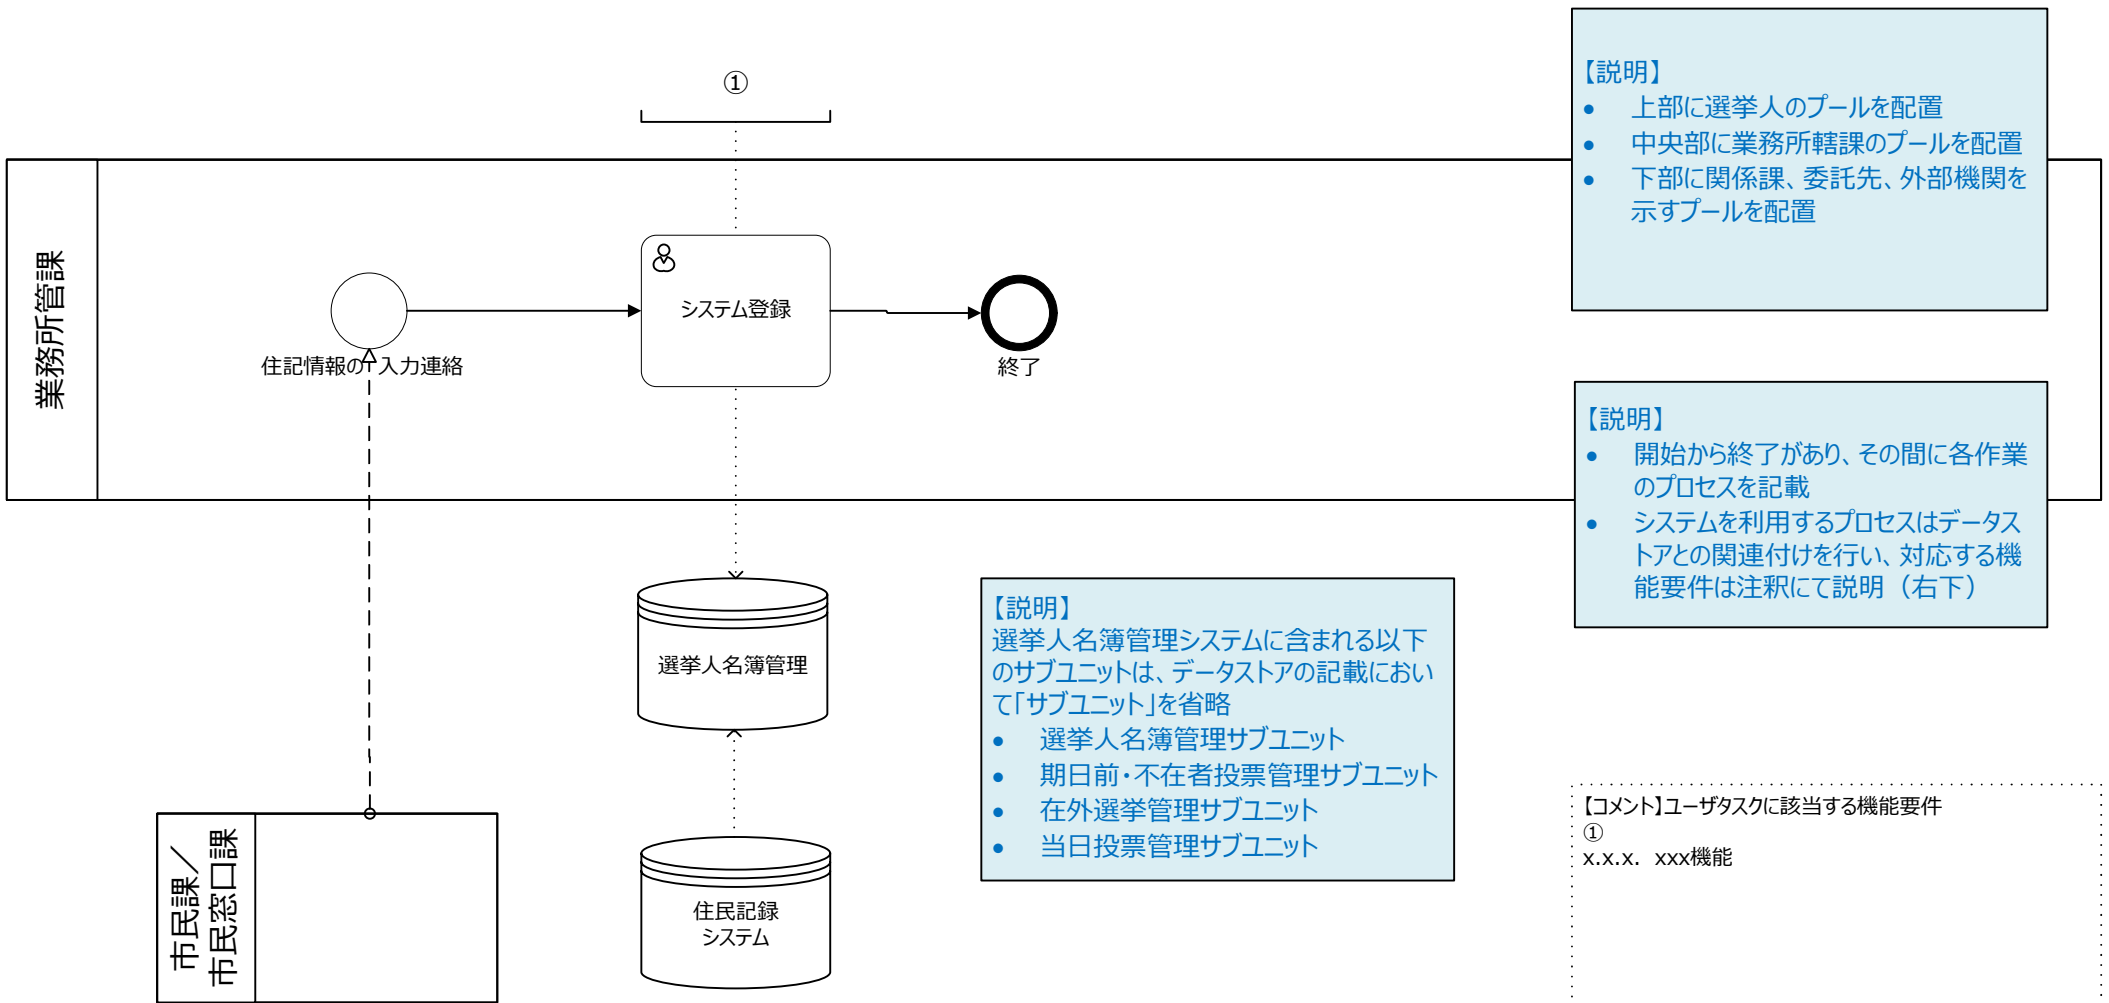 ①
【説明】
• 上部に選挙人のプールを配置
• 中央部に業務所轄課のプールを配置
• 下部に関係課、委託先、外部機関を
示すプールを配置
業務所管課
住記情報の 入力連絡
システム登録
終了
【説明】
• 開始から終了があり、その間に各作業
のプロセスを記載
• システムを利用するプロセスはデータス
トアとの関連付けを行い、対応する機
能要件は注釈にて説明（右下）
選挙人名簿管理
【説明】
選挙人名簿管理システムに含まれる以下
のサブユニットは、データストアの記載におい
て「サブユニット」を省略
• 選挙人名簿管理サブユニット
• 期日前・不在者投票管理サブユニット
• 在外選挙管理サブユニット
• 当日投票管理サブユニット
市民課／
市民窓口課
住民記録
システム
【コメント】ユーザタスクに該当する機能要件
①
x.x.x. xxx機能